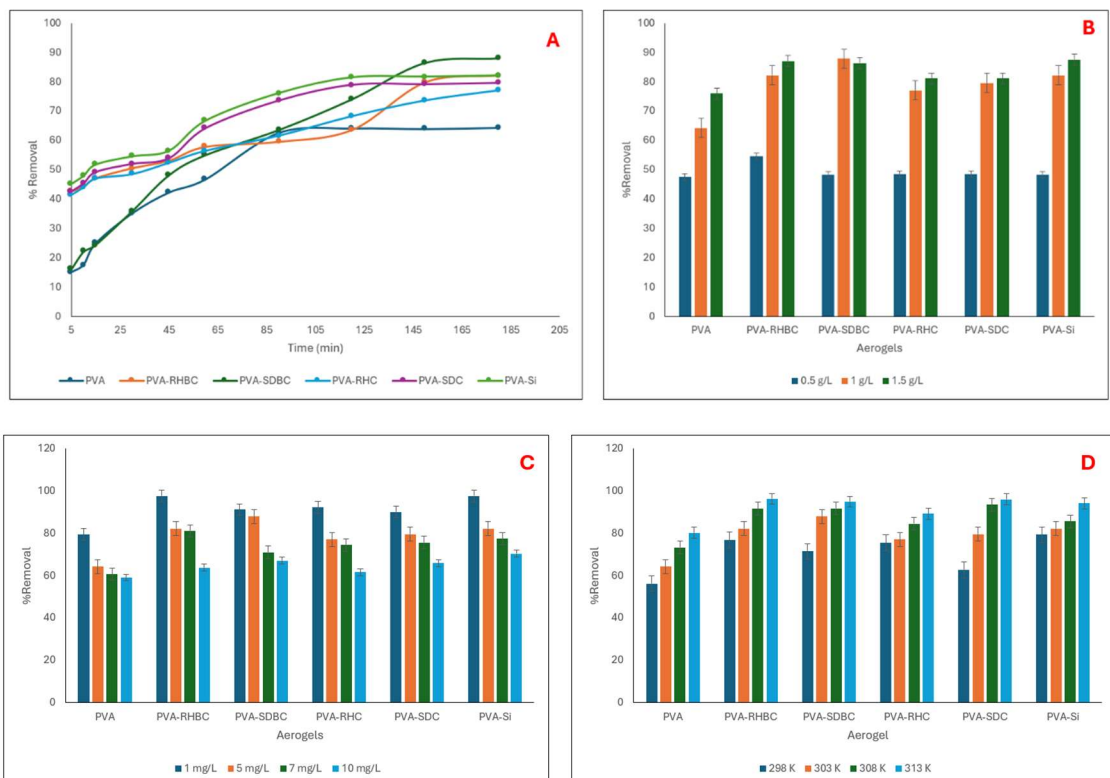 A
100
90
80
70
60
50
40
30
20
10
0
% Removal
5 25 45 65 85 105 125 145 165 185 205
Time (min)
PVA PVA-RHBC PVA-SDBC PVA-RHC PVA-SDC PVA-Si
B
100
90
80
70
60
50
40
30
20
10
0
%Removal
PVA PVA-RHBC PVA-SDBC PVA-RHC PVA-SDC PVA-Si
Aerogels
0.5 g/L 1 g/L 1.5 g/L
C
120
100
80
60
40
20
0
%Removal
PVA PVA-RHBC PVA-SDBC PVA-RHC PVA-SDC PVA-Si
Aerogels
1 mg/L 5 mg/L 7 mg/L 10 mg/L
D
120
100
80
60
40
20
0
%Removal
PVA PVA-RHBC PVA-SDBC PVA-RHC PVA-SDC PVA-Si
Aerogel
298 K 303 K 308 K 313 K